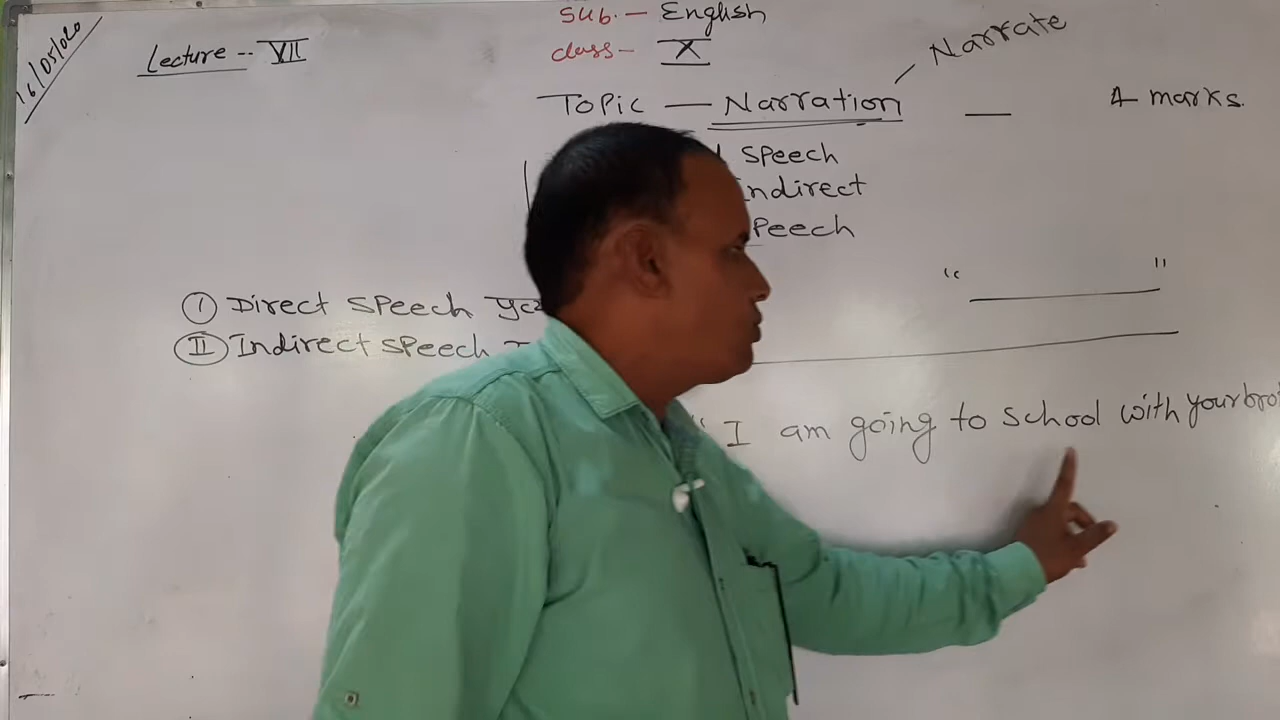 16/05/020
Lecture -- VII
Sub. - English
class - X
Narrate
Topic — Narration — 4 marks.
Speech
Indirect
Speech
“ ”
① Direct Speech
Ⅱ Indirect Speech
“ I am going to School with your